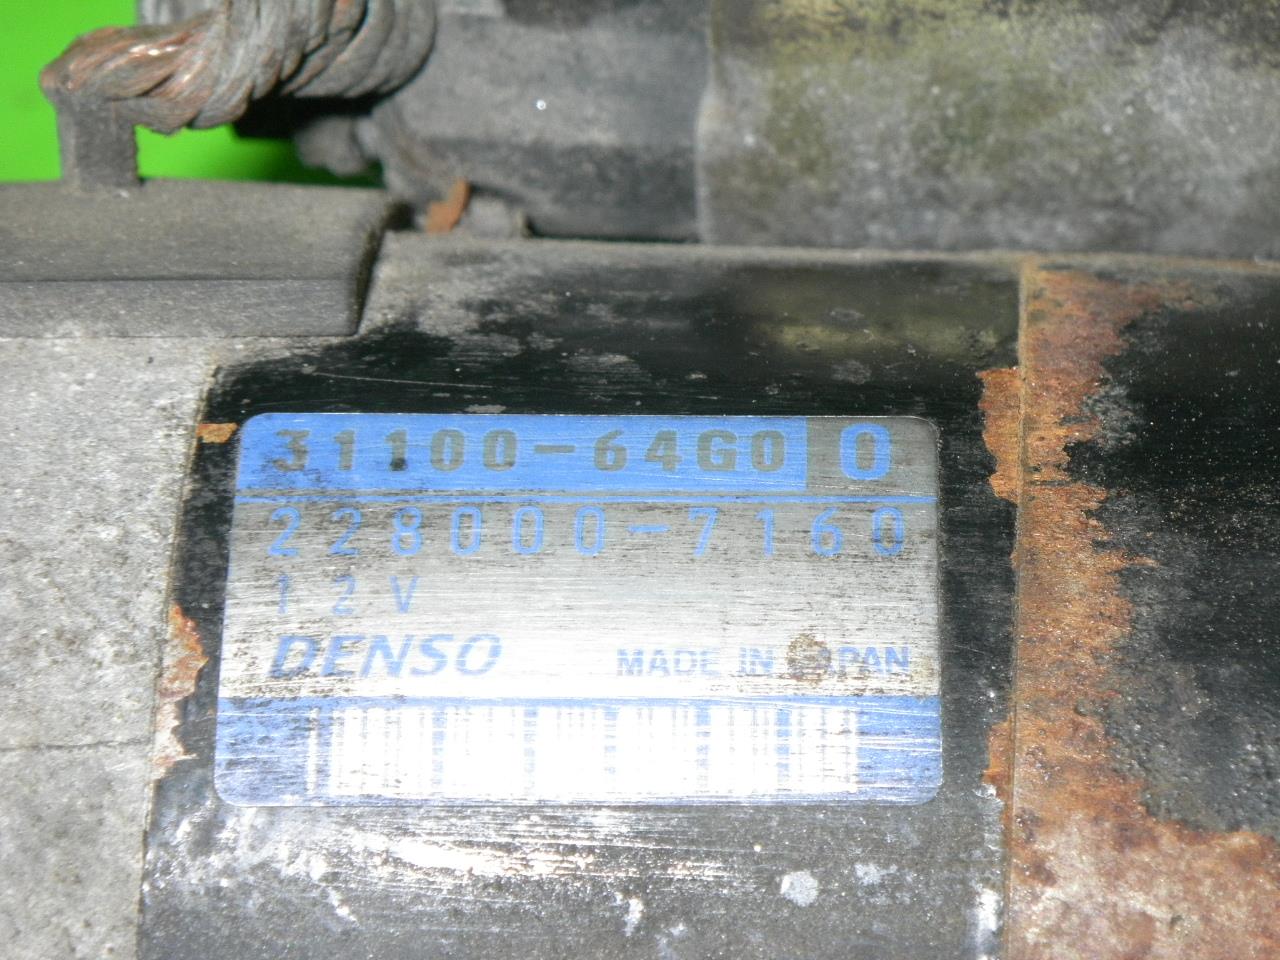 31100-64G0 0
228000-7160
12V
DENSO MADE IN JAPAN